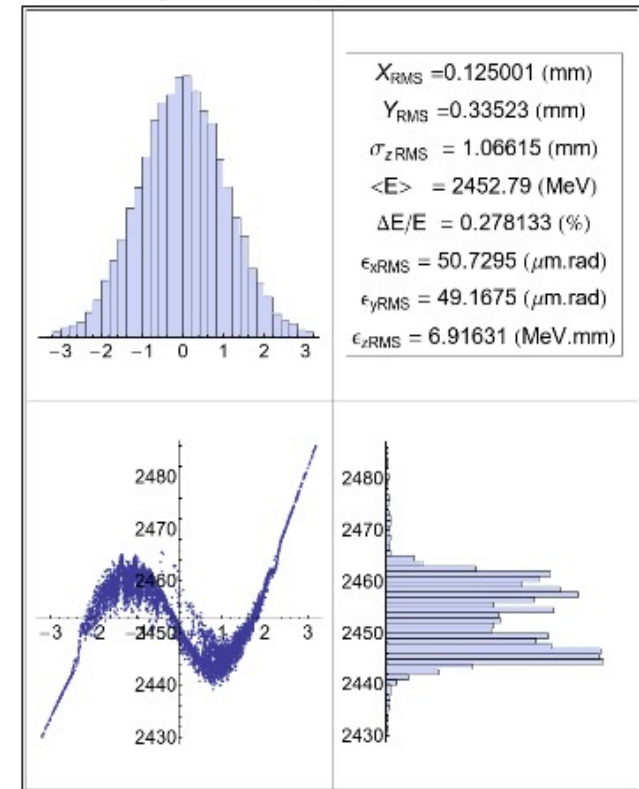 X_RMS =0.125001 (mm)
Y_RMS =0.33523 (mm)
σ_z RMS = 1.06615 (mm)
<E> = 2452.79 (MeV)
ΔE/E = 0.278133 (%)
ϵ_xRMS = 50.7295 (μm.rad)
ϵ_yRMS = 49.1675 (μm.rad)
ϵ_zRMS = 6.91631 (MeV.mm)
−3 −2 −1 0 1 2 3
2480
2470
2460
−3 −2 −1 2450 0 1 2 3
2440
2430
2480
2470
2460
2450
2440
2430